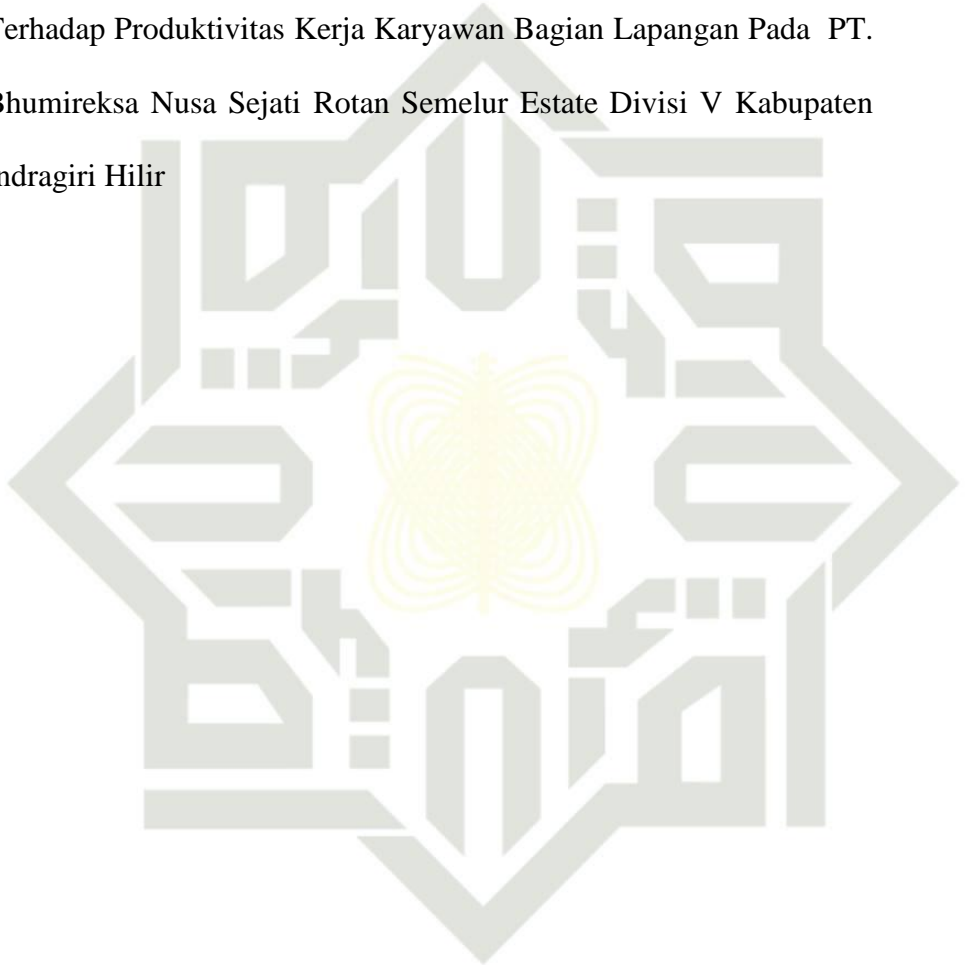 Terhadap Produktivitas Kerja Karyawan Bagian Lapangan Pada PT.
Bhumireksa Nusa Sejati Rotan Semelur Estate Divisi V Kabupaten
Indragiri Hilir